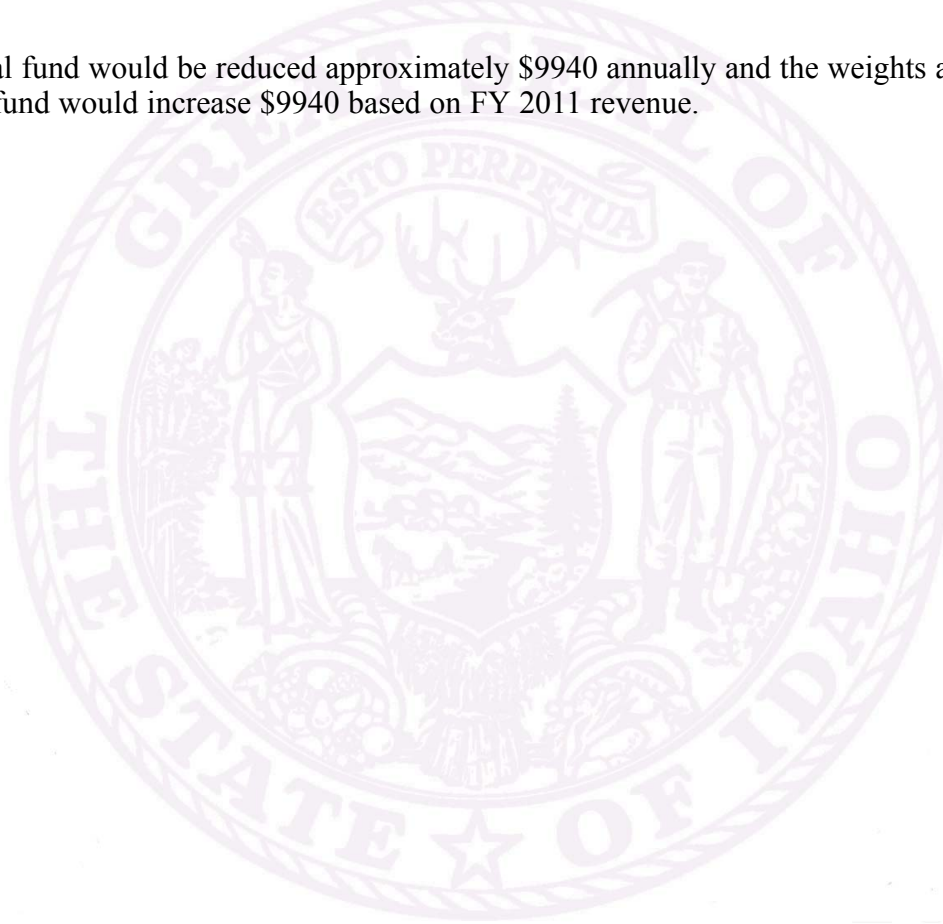 al fund would be reduced approximately $9940 annually and the weights a
fund would increase $9940 based on FY 2011 revenue.
GREAT SEAL OF
ESTO PERPETUA
THE STATE ★ OF IDAHO